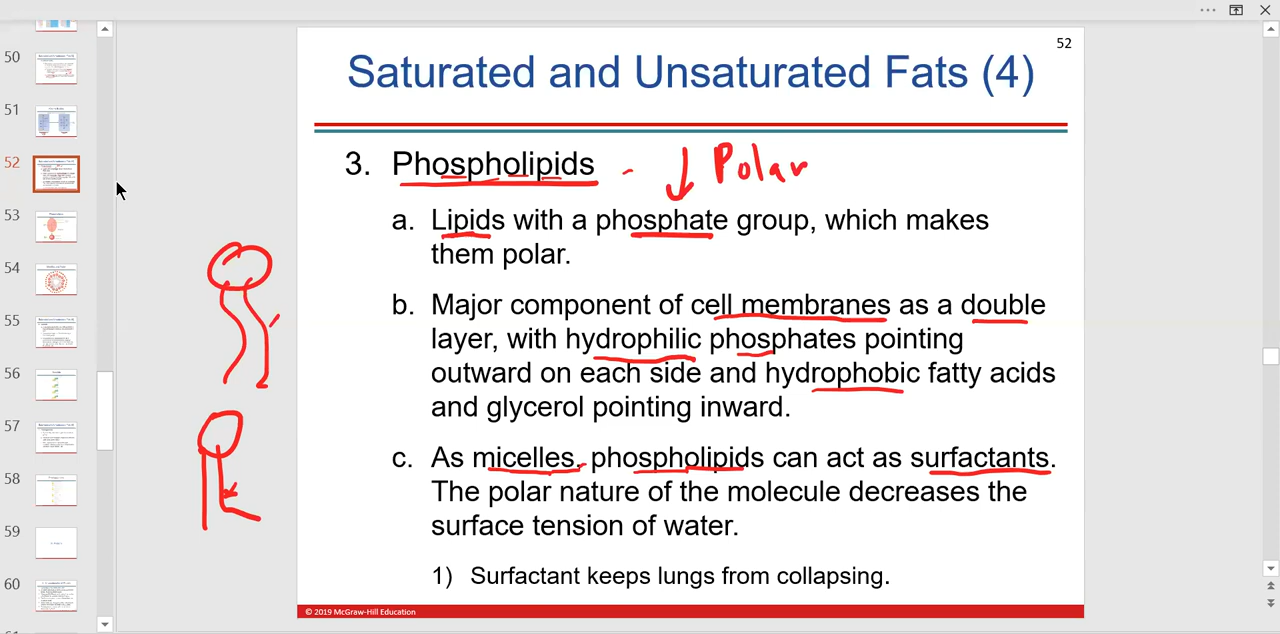 52
Saturated and Unsaturated Fats (4)
3. Phospholipids - ↓ Polar
a. Lipids with a phosphate group, which makes
them polar.
b. Major component of cell membranes as a double
layer, with hydrophilic phosphates pointing
outward on each side and hydrophobic fatty acids
and glycerol pointing inward.
c. As micelles, phospholipids can act as surfactants.
The polar nature of the molecule decreases the
surface tension of water.
1) Surfactant keeps lungs from collapsing.
© 2019 McGraw-Hill Education
50
51
52
53
54
55
56
57
58
59
60